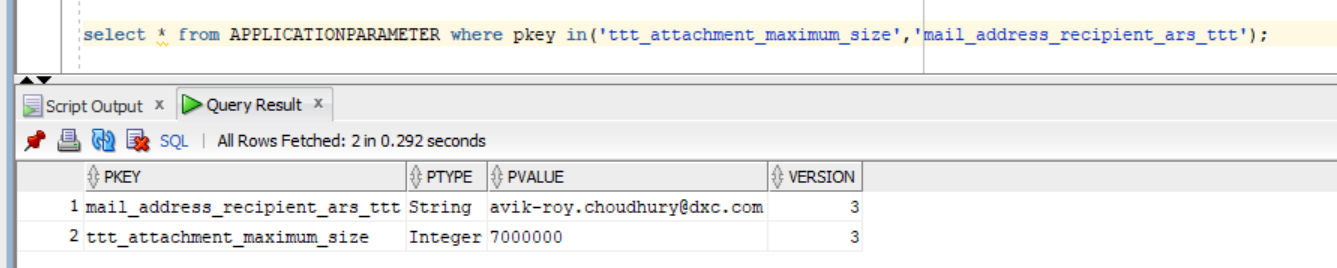 select * from APPLICATIONPARAMETER where pkey in('ttt_attachment_maximum_size','mail_address_recipient_ars_ttt');
Script Output x Query Result x
SQL | All Rows Fetched: 2 in 0.292 seconds
PKEY PTYPE PVALUE VERSION
1 mail_address_recipient_ars_ttt String avik-roy.choudhury@dxc.com 3
2 ttt_attachment_maximum_size Integer 7000000 3